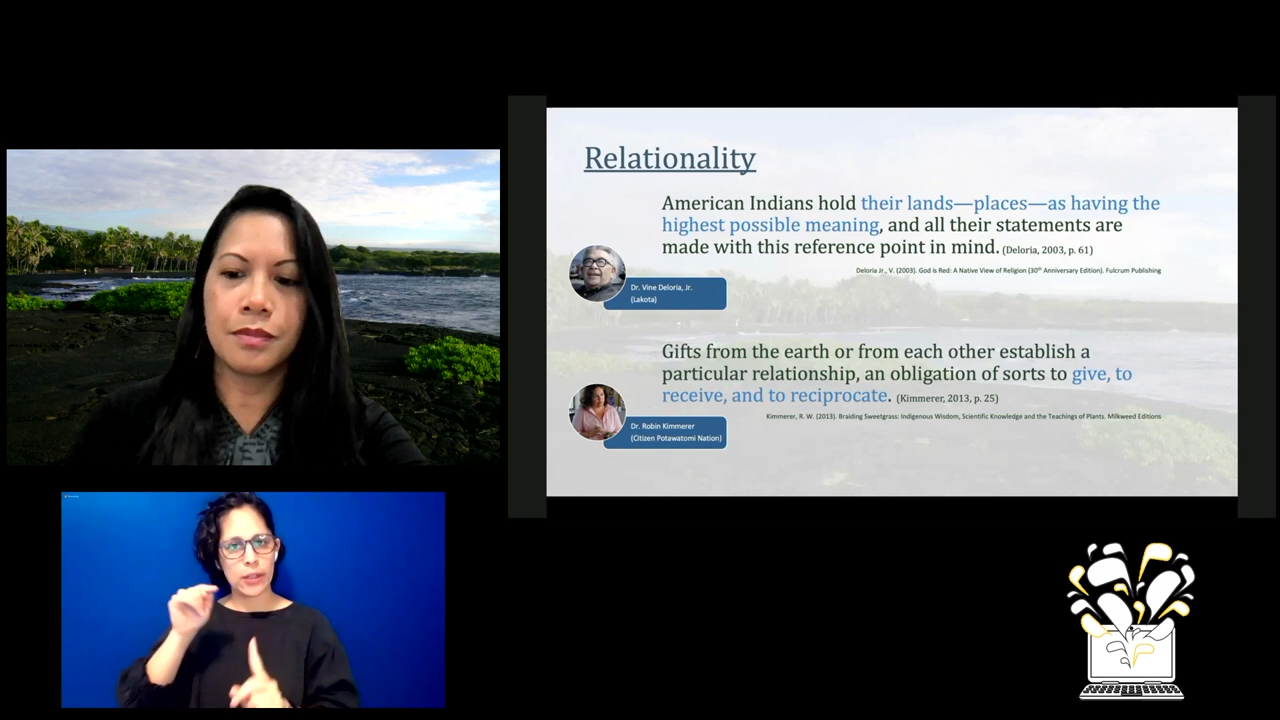 Relationality
American Indians hold their lands—places—as having the
highest possible meaning, and all their statements are
made with this reference point in mind. (Deloria, 2003, p. 61)
Deloria Jr., V. (2003). God is Red: A Native View of Religion (30th Anniversary Edition). Fulcrum Publishing
Dr. Vine Deloria, Jr.
(Lakota)
Gifts from the earth or from each other establish a
particular relationship, an obligation of sorts to give, to
receive, and to reciprocate. (Kimmerer, 2013, p. 25)
Kimmerer, R. W. (2013). Braiding Sweetgrass: Indigenous Wisdom, Scientific Knowledge and the Teachings of Plants. Milkweed Editions
Dr. Robin Kimmerer
(Citizen Potawatomi Nation)